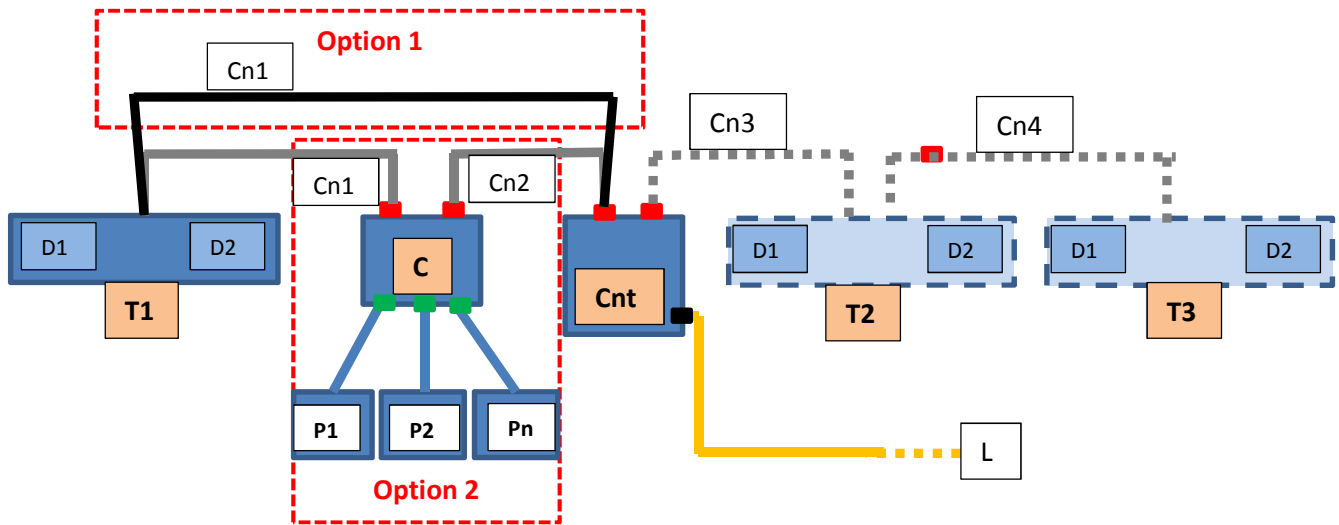 Option 1
Cn1
Cn3
Cn4
Cn1
Cn2
D1
D2
C
Cnt
D1
D2
D1
D2
T1
T2
T3
P1
P2
Pn
L
Option 2